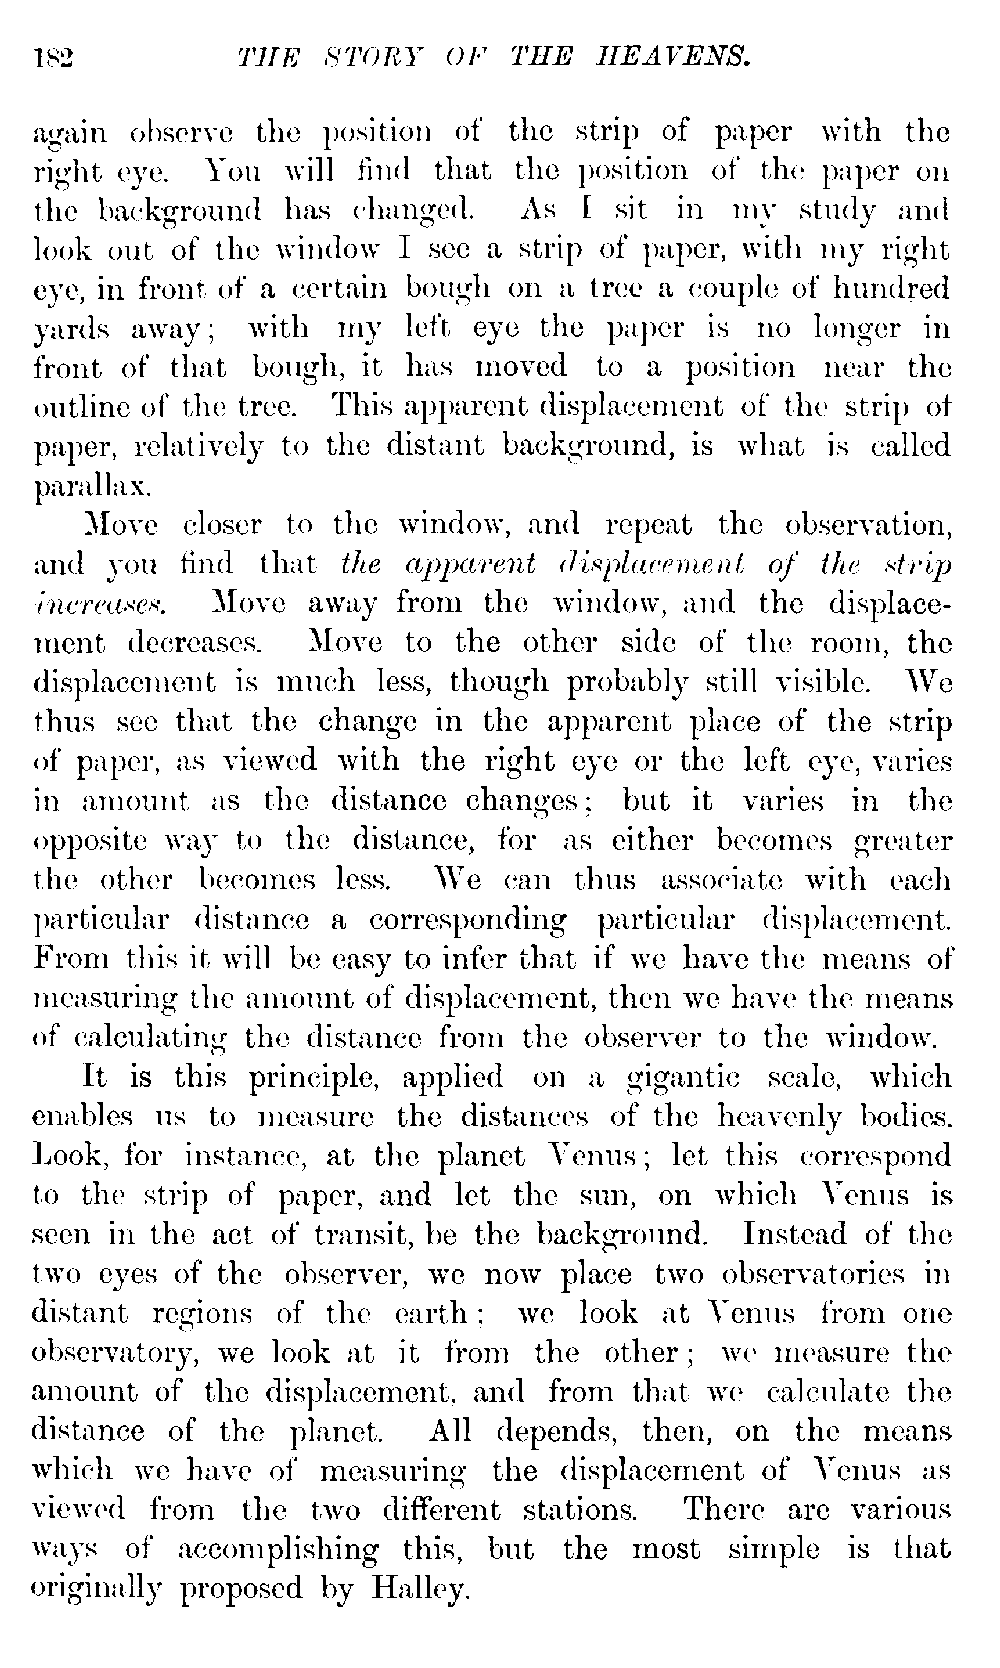 182 THE STORY OF THE HEAVENS.
again observe the position of the strip of paper with the
right eye. You will find that the position of the paper on
the background has changed. As I sit in my study and
look out of the window I see a strip of paper, with my right
eye, in front of a certain bough on a tree a couple of hundred
yards away; with my left eye the paper is no longer in
front of that bough, it has moved to a position near the
outline of the tree. This apparent displacement of the strip of
paper, relatively to the distant background, is what is called
parallax.
Move closer to the window, and repeat the observation,
and you find that the apparent displacement of the strip
increases. Move away from the window, and the displace-
ment decreases. Move to the other side of the room, the
displacement is much less, though probably still visible. We
thus see that the change in the apparent place of the strip
of paper, as viewed with the right eye or the left eye, varies
in amount as the distance changes; but it varies in the
opposite way to the distance, for as either becomes greater
the other becomes less. We can thus associate with each
particular distance a corresponding particular displacement.
From this it will be easy to infer that if we have the means of
measuring the amount of displacement, then we have the means
of calculating the distance from the observer to the window.
It is this principle, applied on a gigantic scale, which
enables us to measure the distances of the heavenly bodies.
Look, for instance, at the planet Venus; let this correspond
to the strip of paper, and let the sun, on which Venus is
seen in the act of transit, be the background. Instead of the
two eyes of the observer, we now place two observatories in
distant regions of the earth; we look at Venus from one
observatory, we look at it from the other; we measure the
amount of the displacement, and from that we calculate the
distance of the planet. All depends, then, on the means
which we have of measuring the displacement of Venus as
viewed from the two different stations. There are various
ways of accomplishing this, but the most simple is that
originally proposed by Halley.